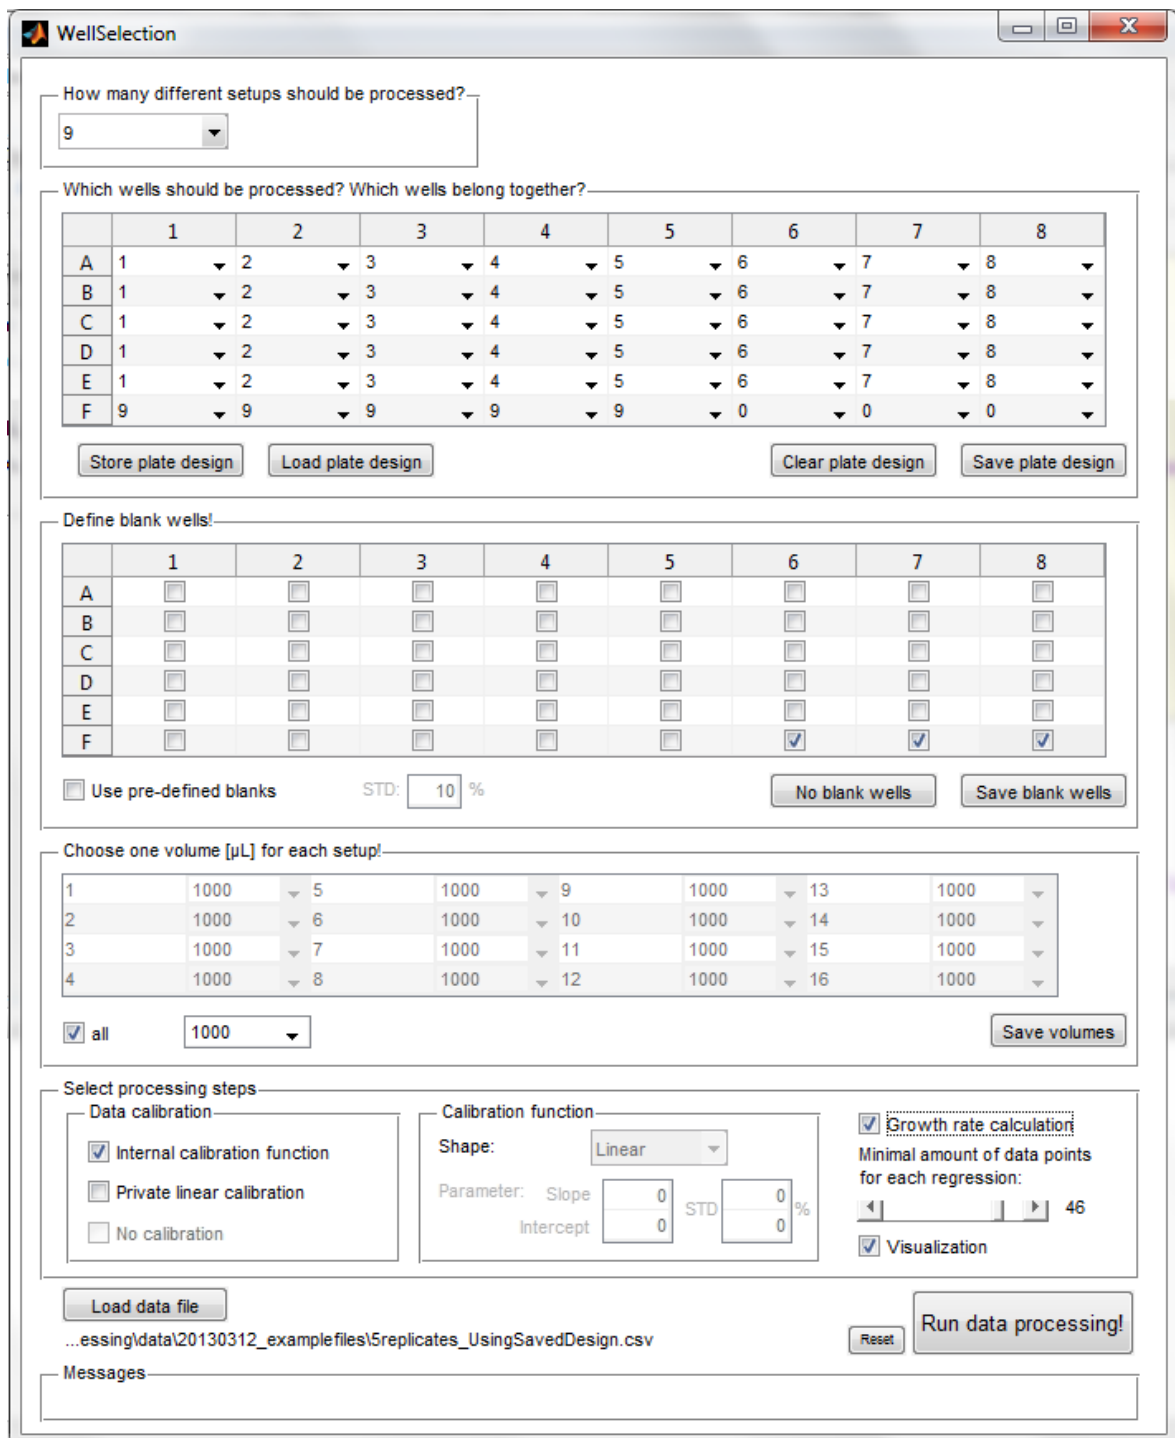 WellSelection
How many different setups should be processed?
9
Which wells should be processed? Which wells belong together?
1 2 3 4 5 6 7 8
A 1 2 3 4 5 6 7 8
B 1 2 3 4 5 6 7 8
C 1 2 3 4 5 6 7 8
D 1 2 3 4 5 6 7 8
E 1 2 3 4 5 6 7 8
F 9 9 9 9 9 0 0 0
Store plate design Load plate design Clear plate design Save plate design
Define blank wells!
1 2 3 4 5 6 7 8
A
B
C
D
E
F
Use pre-defined blanks STD: 10 % No blank wells Save blank wells
Choose one volume [µL] for each setup!
1 1000 5 1000 9 1000 13 1000
2 1000 6 1000 10 1000 14 1000
3 1000 7 1000 11 1000 15 1000
4 1000 8 1000 12 1000 16 1000
all 1000 Save volumes
Select processing steps
Data calibration
Internal calibration function
Private linear calibration
No calibration
Calibration function
Shape: Linear
Parameter: Slope 0 STD 0 %
Intercept 0 0
Growth rate calculation
Minimal amount of data points
for each regression:
46
Visualization
Load data file
...essing\data\20130312_examplefiles\5replicates_UsingSavedDesign.csv
Reset
Run data processing!
Messages